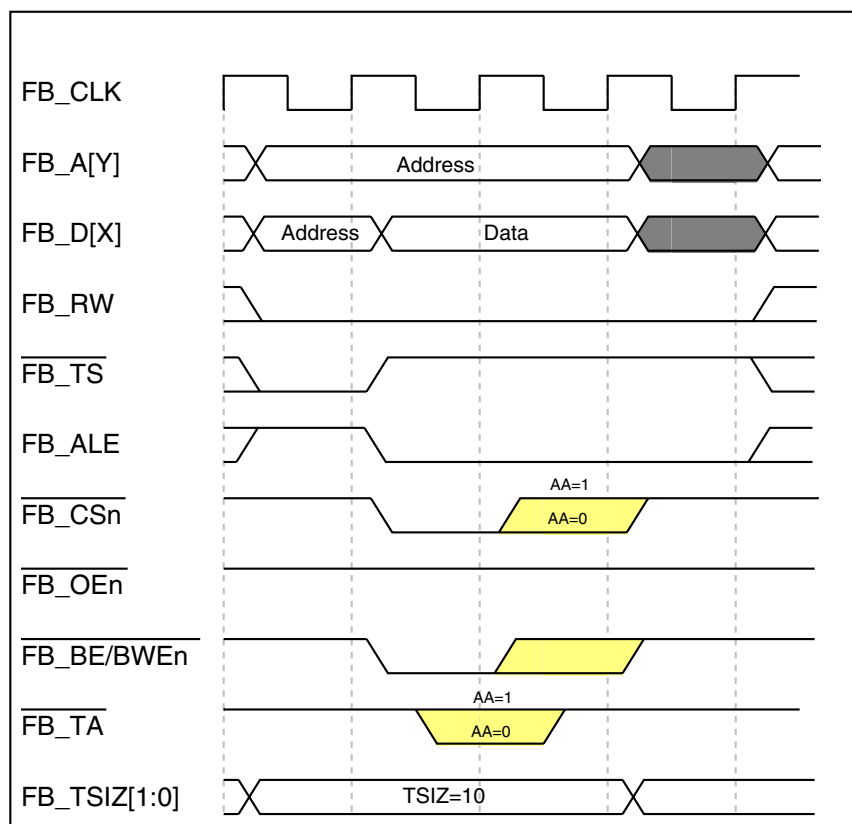 FB_CLK
FB_A[Y]
Address
FB_D[X]
Address
Data
FB_RW
FB_TS
FB_ALE
AA=1
FB_CSn
AA=0
FB_OEn
FB_BE/BWEn
AA=1
FB_TA
AA=0
FB_TSIZ[1:0]
TSIZ=10